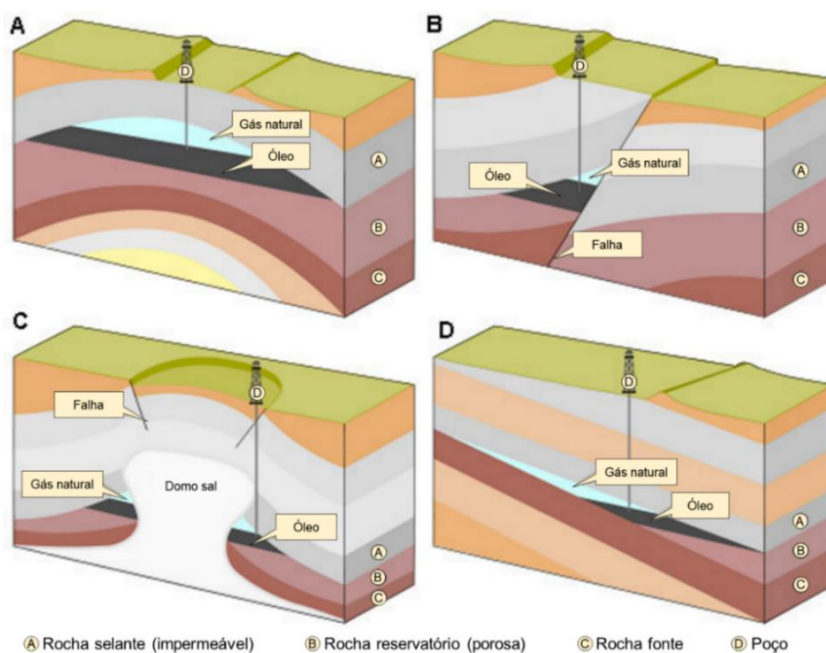 A
D
Gás natural
Óleo
A
B
C
B
D
Gás natural
Óleo
Falha
A
B
C
C
D
Falha
Gás natural
Domo sal
Óleo
A
B
C
D
D
Gás natural
Óleo
A
B
C
A Rocha selante (impermeável) B Rocha reservatório (porosa) C Rocha fonte D Poço